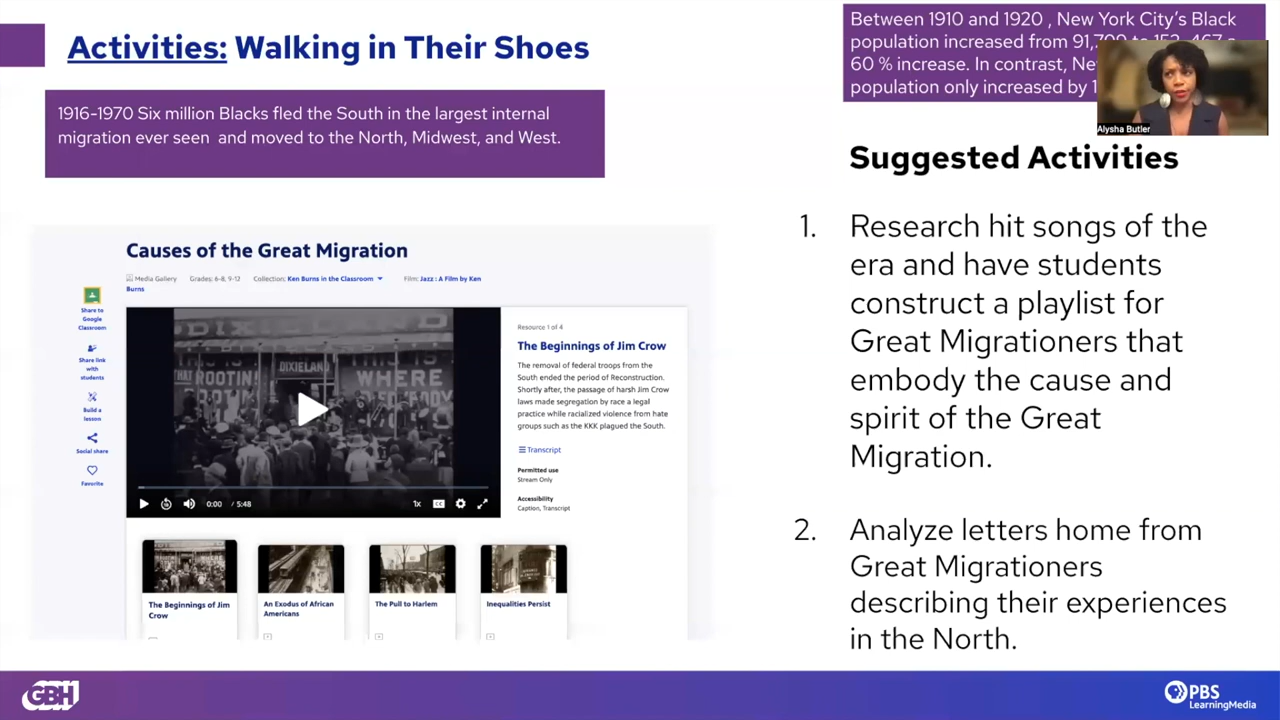 Activities: Walking in Their Shoes
1916-1970 Six million Blacks fled the South in the largest internal
migration ever seen and moved to the North, Midwest, and West.
Between 1910 and 1920 , New York City's Black
population increased from
60 % increase. In contrast,
population only increased by
Alysha Butler
Causes of the Great Migration
Media Gallery Grades: 6-8, 9-12 Collection: Ken Burns in the Classroom Film: Jazz : A Film by Ken
Burns
Share to
Google
Classroom
Share link
with
students
Build a
lesson
Social share
Favorite
DIXIELAND
THAT ROOTIN'
WHERE
0:00 / 5:48
1x
CC
Resource 1 of 4
The Beginnings of Jim Crow
The removal of federal troops from the
South ended the period of Reconstruction.
Shortly after, the passage of harsh Jim Crow
laws made segregation by race a legal
practice while racialized violence from hate
groups such as the KKK plagued the South.
Transcript
Permitted use
Stream Only
Accessibility
Caption, Transcript
The Beginnings of Jim
Crow
An Exodus of African
Americans
The Pull to Harlem
Inequalities Persist
Suggested Activities
1. Research hit songs of the
era and have students
construct a playlist for
Great Migrationers that
embody the cause and
spirit of the Great
Migration.
2. Analyze letters home from
Great Migrationers
describing their experiences
in the North.
GBH
PBS
LearningMedia